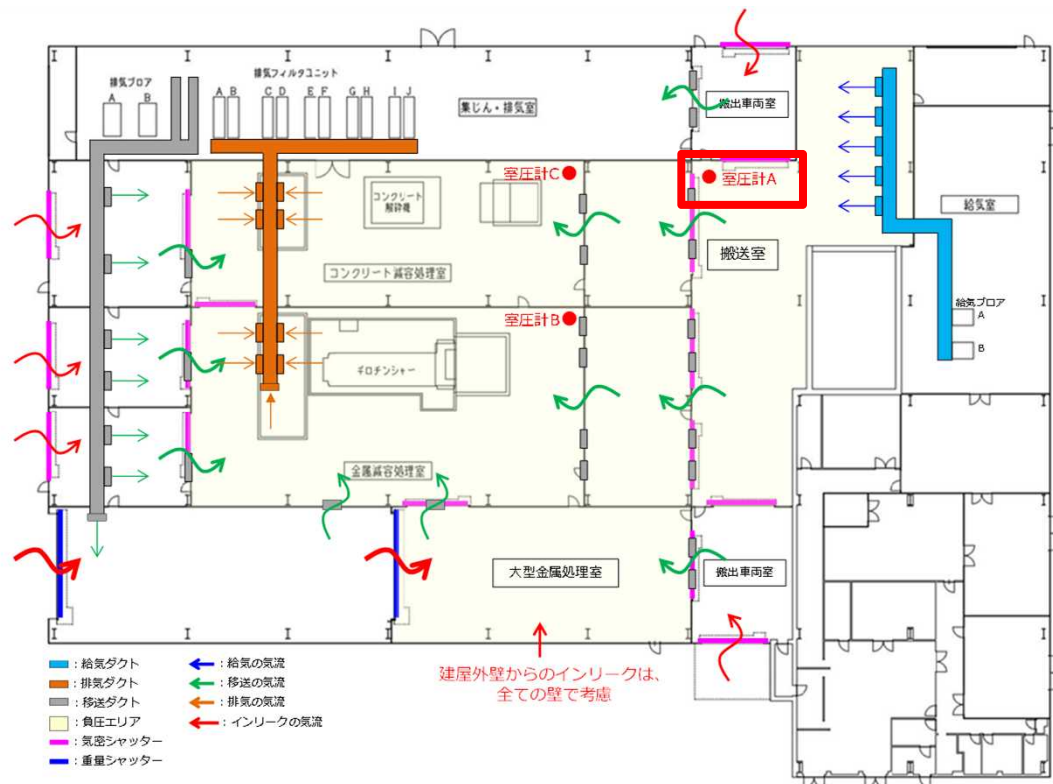 排気ブロア
A B
排気フィルタユニット
A B C D E F G H I J
集じん・排気室
搬出車両室
室圧計C
室圧計A
コンクリート
解砕機
給気室
搬送室
コンクリート減容処理室
室圧計B
給気ブロア
A
B
ギロチンシャー
金属減容処理室
大型金属処理室
搬出車両室
建屋外壁からのインリークは、
全ての壁で考慮
：給気ダクト
：排気ダクト
：移送ダクト
：負圧エリア
：気密シャッター
：重量シャッター
：給気の気流
：移送の気流
：排気の気流
：インリークの気流